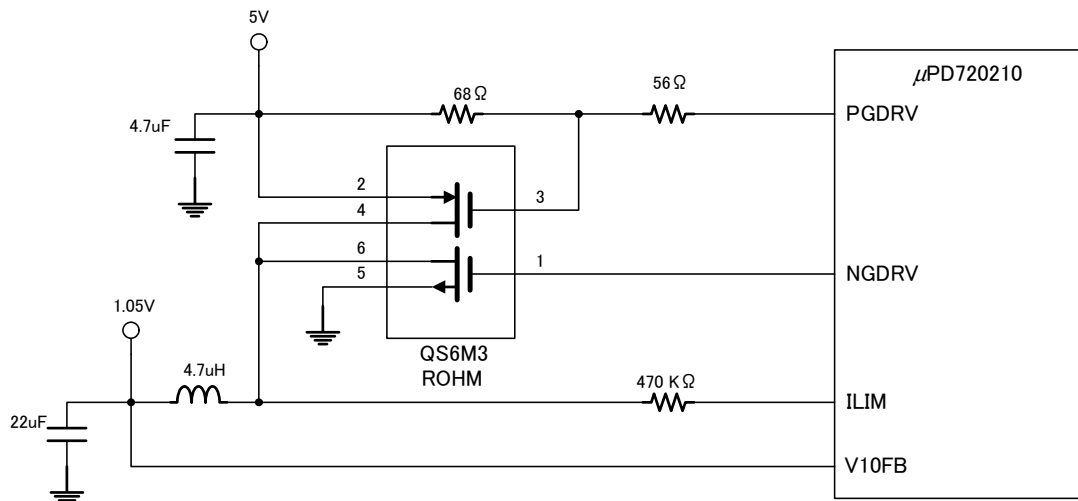 5V
μPD720210
68Ω
56Ω
PGDRV
4.7uF
2
3
4
6
1
5
NGDRV
1.05V
QS6M3
ROHM
4.7uH
470 KΩ
ILIM
22uF
V10FB